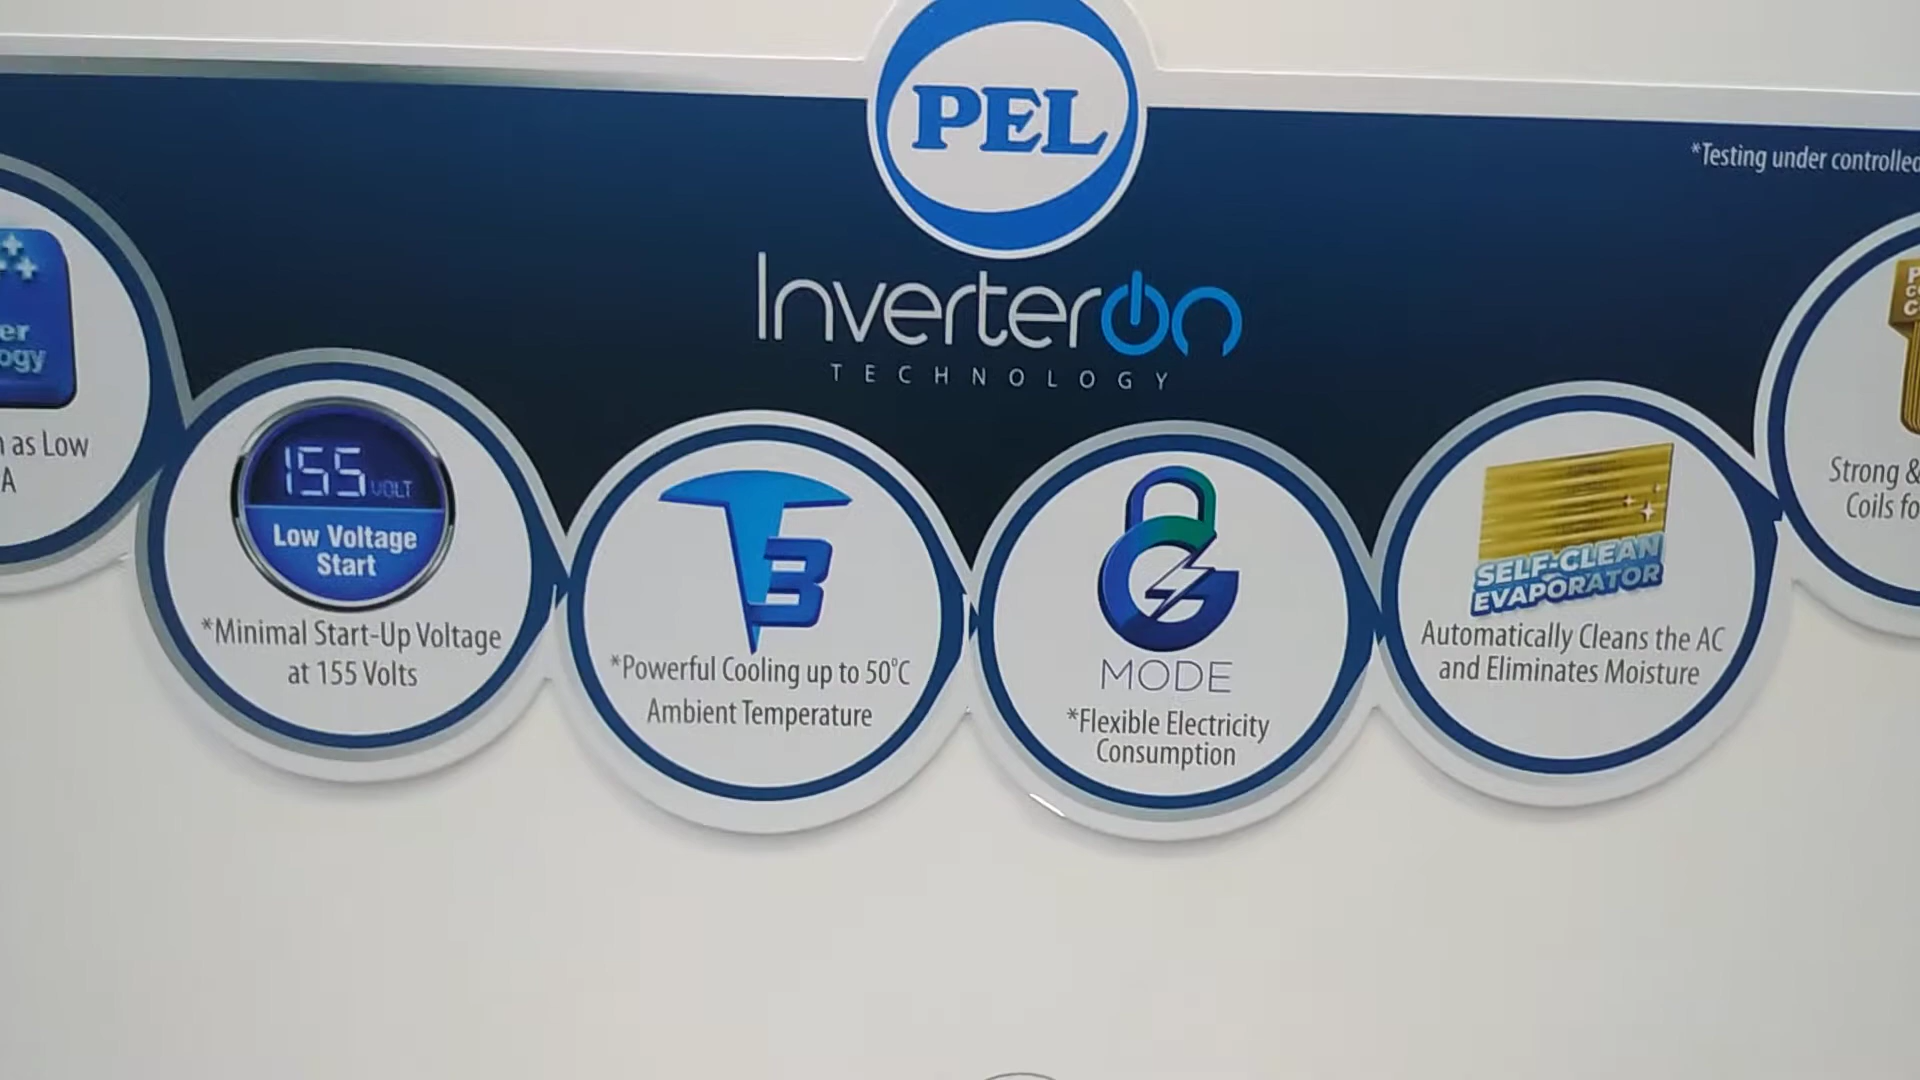 PEL
InverterOn
TECHNOLOGY
*Testing under controlled
as Low
A
155 VOLT
Low Voltage
Start
*Minimal Start-Up Voltage
at 155 Volts
T3
*Powerful Cooling up to 50°C
Ambient Temperature
G
MODE
*Flexible Electricity
Consumption
SELF-CLEAN
EVAPORATOR
Automatically Cleans the AC
and Eliminates Moisture
Strong &
Coils fo